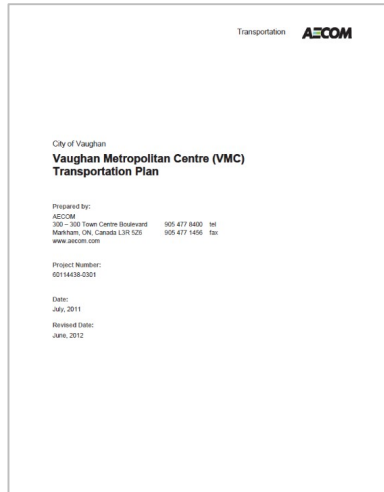 Transportation AECOM
City of Vaughan
Vaughan Metropolitan Centre (VMC)
Transportation Plan
Prepared by:
AECOM
300 – 300 Town Centre Boulevard 905 477 8400 tel
Markham, ON, Canada L3R 5Z6 905 477 1456 fax
www.aecom.com
Project Number:
60114438-0301
Date:
July, 2011
Revised Date:
June, 2012